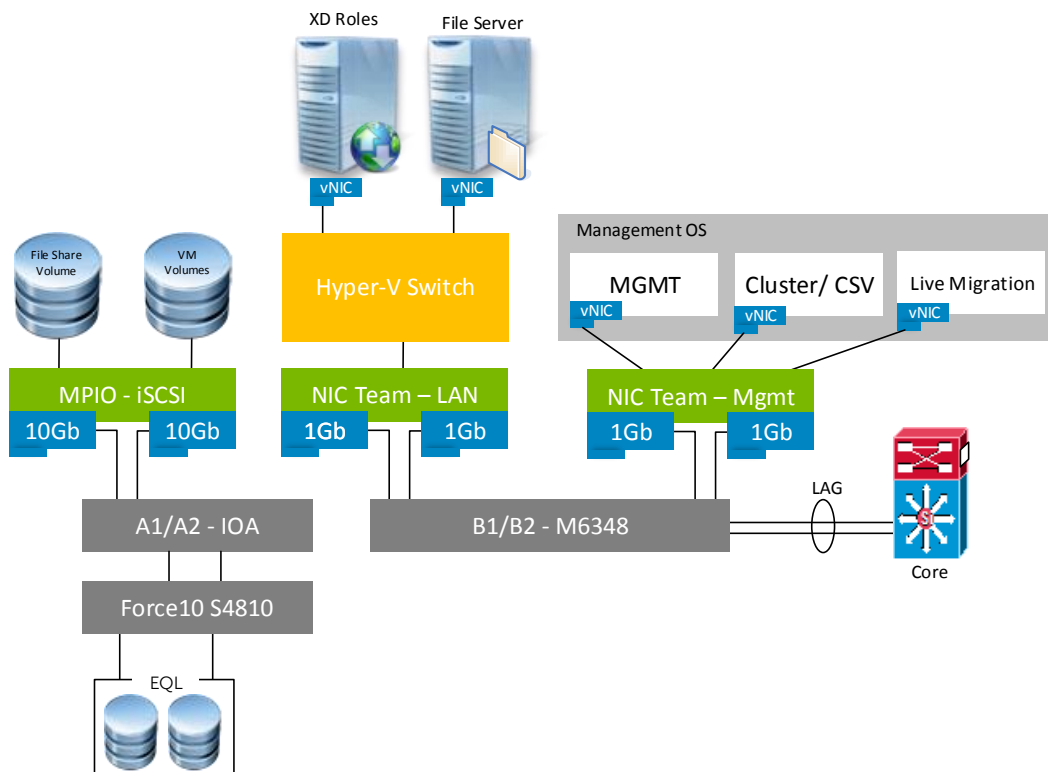 XD Roles
File Server
vNIC
vNIC
File Share
Volume
VM
Volumes
Hyper-V Switch
Management OS
MGMT
Cluster/ CSV
Live Migration
vNIC
vNIC
vNIC
MPIO - iSCSI
10Gb
10Gb
NIC Team – LAN
1Gb
1Gb
NIC Team – Mgmt
1Gb
1Gb
A1/A2 - IOA
B1/B2 - M6348
LAG
Si
Core
Force10 S4810
EQL